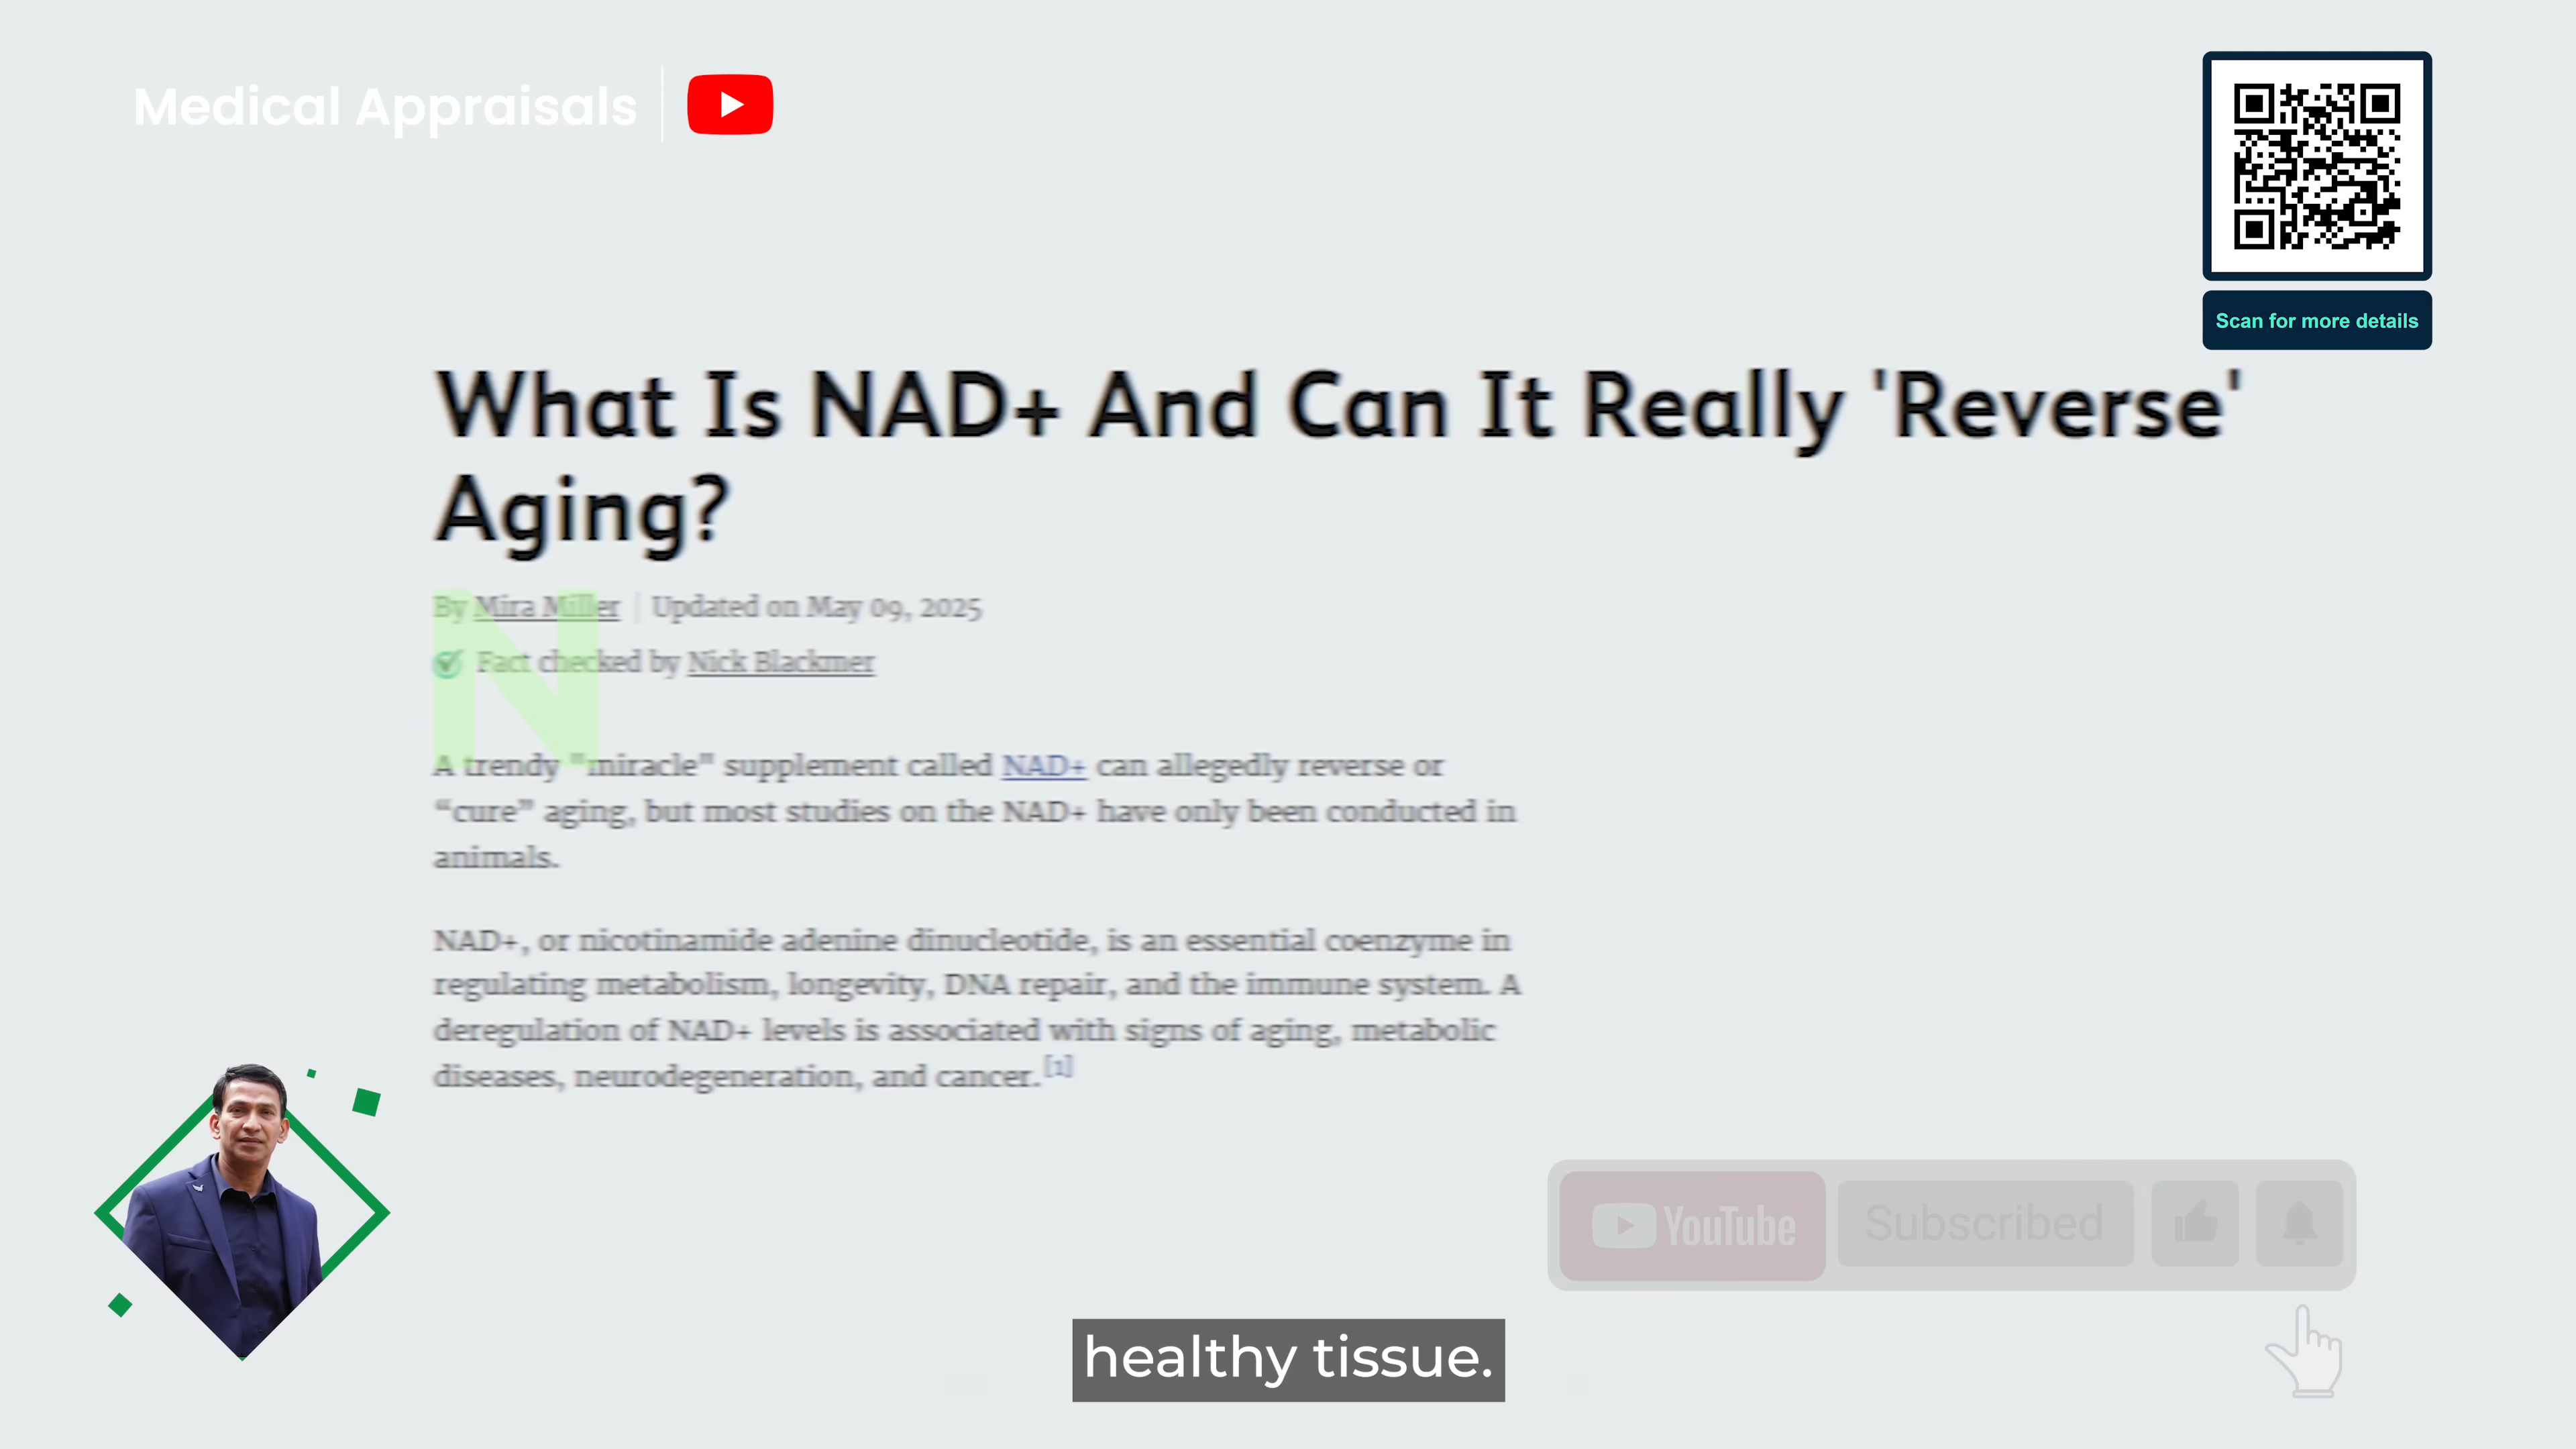 Medical Appraisals
Scan for more details
What Is NAD+ And Can It Really 'Reverse'
Aging?
By Mira Miller | Updated on May 09, 2025
Fact checked by Nick Blackmer
N
A trendy "miracle" supplement called NAD+ can allegedly reverse or
“cure” aging, but most studies on the NAD+ have only been conducted in
animals.
NAD+, or nicotinamide adenine dinucleotide, is an essential coenzyme in
regulating metabolism, longevity, DNA repair, and the immune system. A
deregulation of NAD+ levels is associated with signs of aging, metabolic
diseases, neurodegeneration, and cancer. [1]
YouTube Subscribed
healthy tissue.